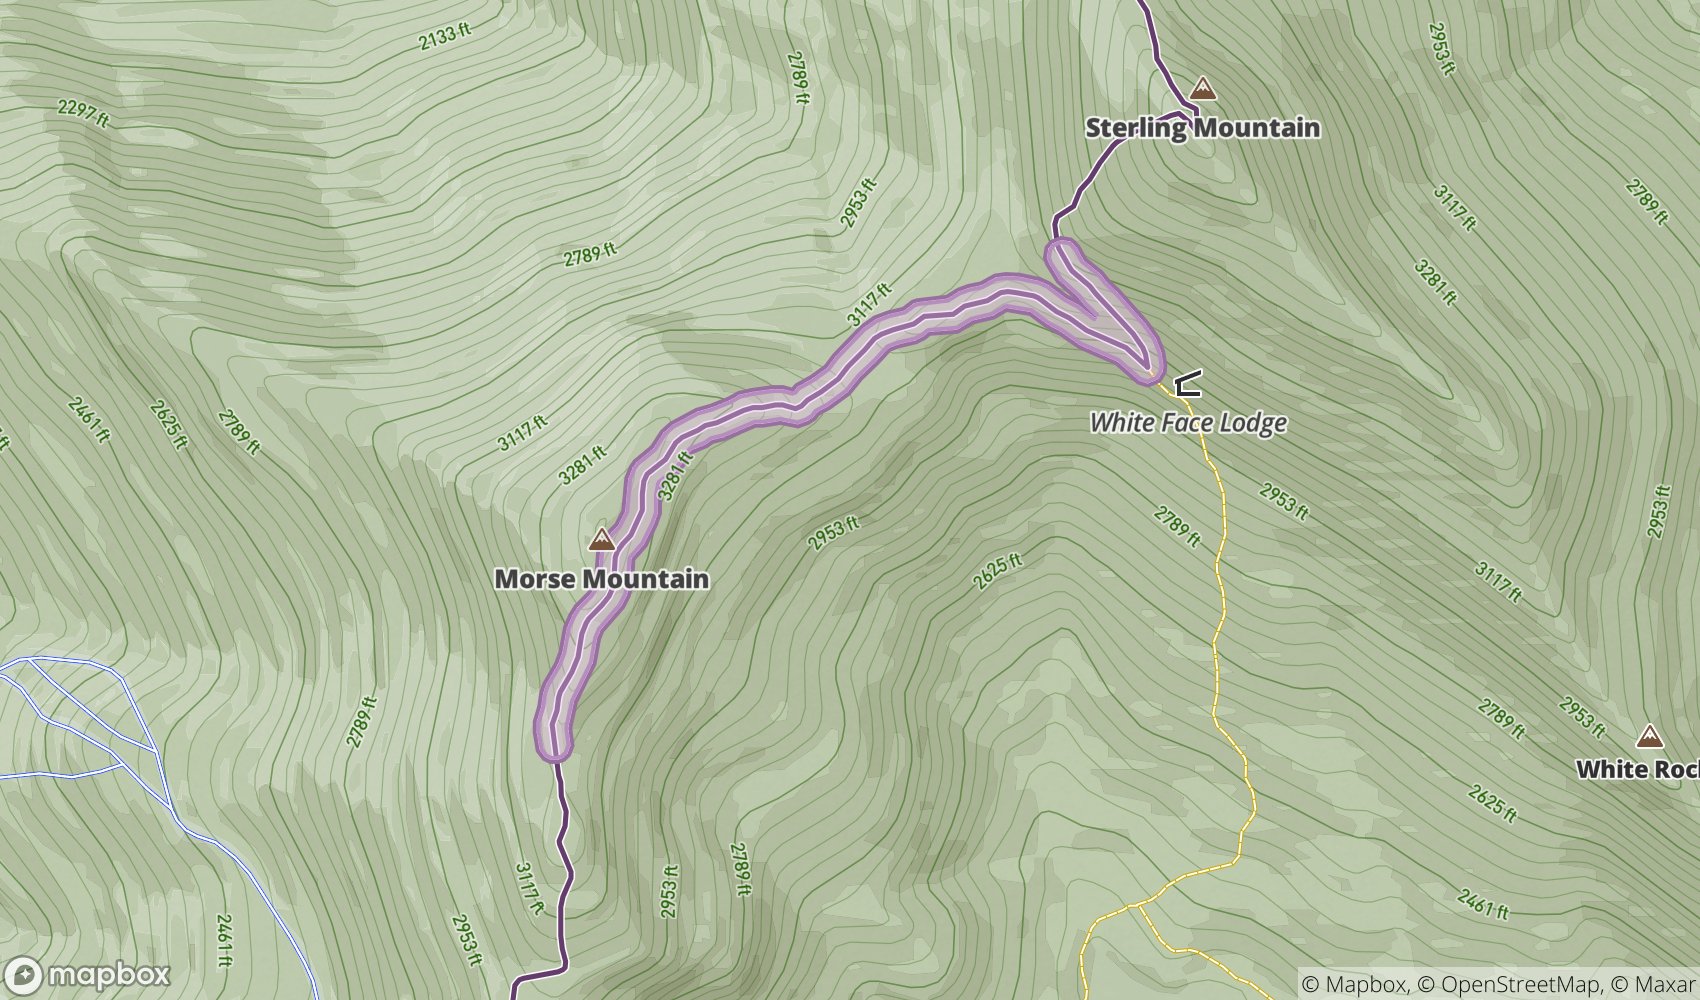 2133 ft
2297 ft
2789 ft
2953 ft
Sterling Mountain
2953 ft
3117 ft
2789 ft
2789 ft
3281 ft
3117 ft
2461 ft
2625 ft
2789 ft
3117 ft
3281 ft
3281 ft
White Face Lodge
2953 ft
2789 ft
2953 ft
2953 ft
2625 ft
Morse Mountain
3117 ft
2789 ft
2789 ft
2953 ft
White Rock
2625 ft
3117 ft
2953 ft
2789 ft
2461 ft
2461 ft
2953 ft
mapbox
© Mapbox, © OpenStreetMap, © Maxar